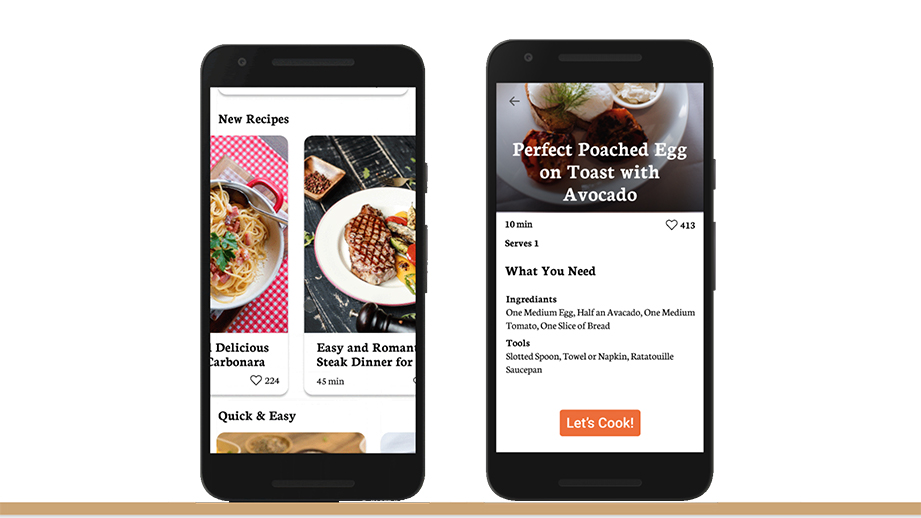 New Recipes
Delicious
Carbonara
224
Easy and Romant
Steak Dinner for
45 min
Quick & Easy
Perfect Poached Egg
on Toast with
Avocado
10 min
413
Serves 1
What You Need
Ingrediants
One Medium Egg, Half an Avacado, One Medium
Tomato, One Slice of Bread
Tools
Slotted Spoon, Towel or Napkin, Ratatouille
Saucepan
Let's Cook!